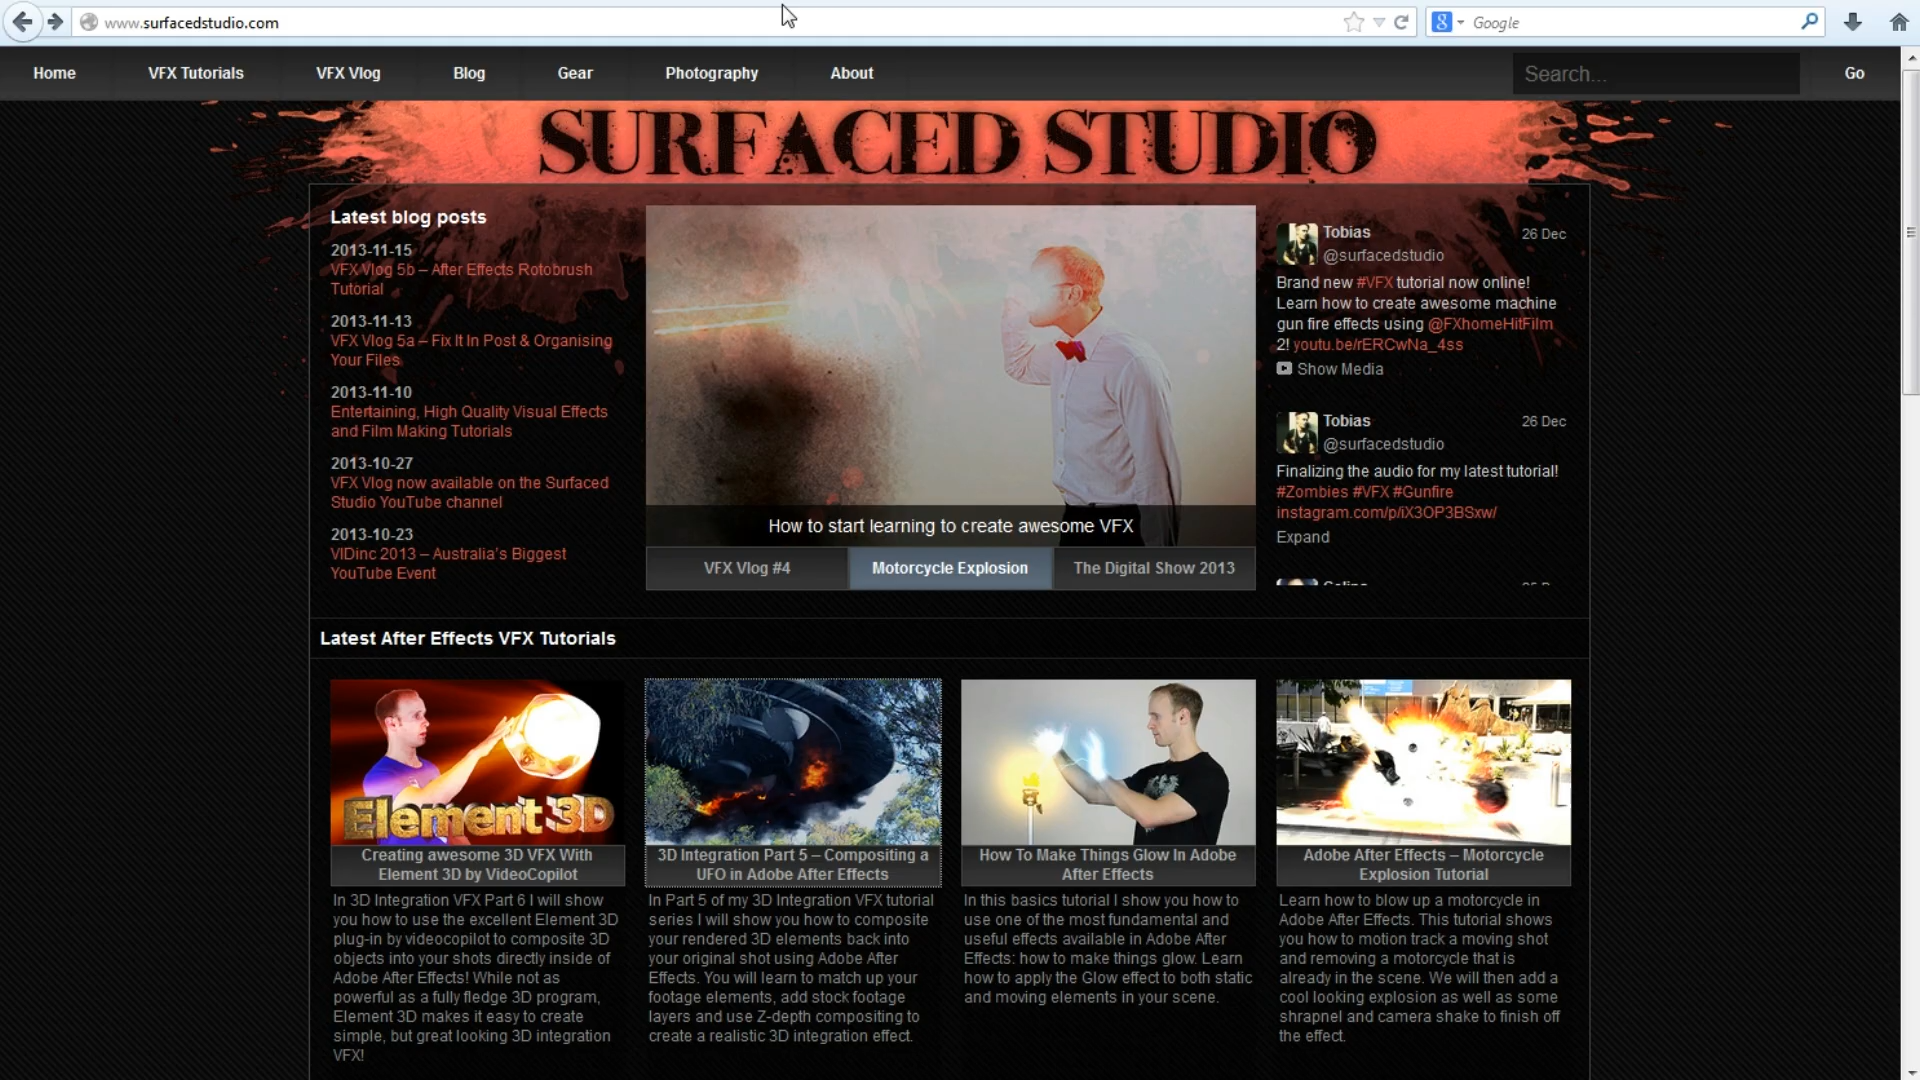 www.surfacedstudio.com
Google
Home
VFX Tutorials
VFX Vlog
Blog
Gear
Photography
About
Search...
Go
SURFACED STUDIO
Latest blog posts
2013-11-15
VFX Vlog 5b – After Effects Rotobrush
Tutorial
2013-11-13
VFX Vlog 5a – Fix It In Post & Organising
Your Files
2013-11-10
Entertaining, High Quality Visual Effects
and Film Making Tutorials
2013-10-27
VFX Vlog now available on the Surfaced
Studio YouTube channel
2013-10-23
VIDinc 2013 – Australia's Biggest
YouTube Event
How to start learning to create awesome VFX
VFX Vlog #4
Motorcycle Explosion
The Digital Show 2013
Tobias
26 Dec
@surfacedstudio
Brand new #VFX tutorial now online!
Learn how to create awesome machine
gun fire effects using @FXhomeHitFilm
2! youtu.be/rERCwNa_4ss
Show Media
Tobias
26 Dec
@surfacedstudio
Finalizing the audio for my latest tutorial!
#Zombies #VFX #Gunfire
instagram.com/p/iX3OP3BSxw/
Expand
Latest After Effects VFX Tutorials
Element 3D
Creating awesome 3D VFX With
Element 3D by VideoCopilot
In 3D Integration VFX Part 6 I will show
you how to use the excellent Element 3D
plug-in by videocopilot to composite 3D
objects into your shots directly inside of
Adobe After Effects! While not as
powerful as a fully fledge 3D program,
Element 3D makes it easy to create
simple, but great looking 3D integration
VFX!
3D Integration Part 5 – Compositing a
UFO in Adobe After Effects
In Part 5 of my 3D Integration VFX tutorial
series I will show you how to composite
your rendered 3D elements back into
your original shot using Adobe After
Effects. You will learn to match up your
footage elements, add stock footage
layers and use Z-depth compositing to
create a realistic 3D integration effect.
How To Make Things Glow In Adobe
After Effects
In this basics tutorial I show you how to
use one of the most fundamental and
useful effects available in Adobe After
Effects: how to make things glow. Learn
how to apply the Glow effect to both static
and moving elements in your scene.
Adobe After Effects – Motorcycle
Explosion Tutorial
Learn how to blow up a motorcycle in
Adobe After Effects. This tutorial shows
you how to motion track a moving shot
and removing a motorcycle that is
already in the scene. We will then add a
cool looking explosion as well as some
shrapnel and camera shake to finish off
the effect.